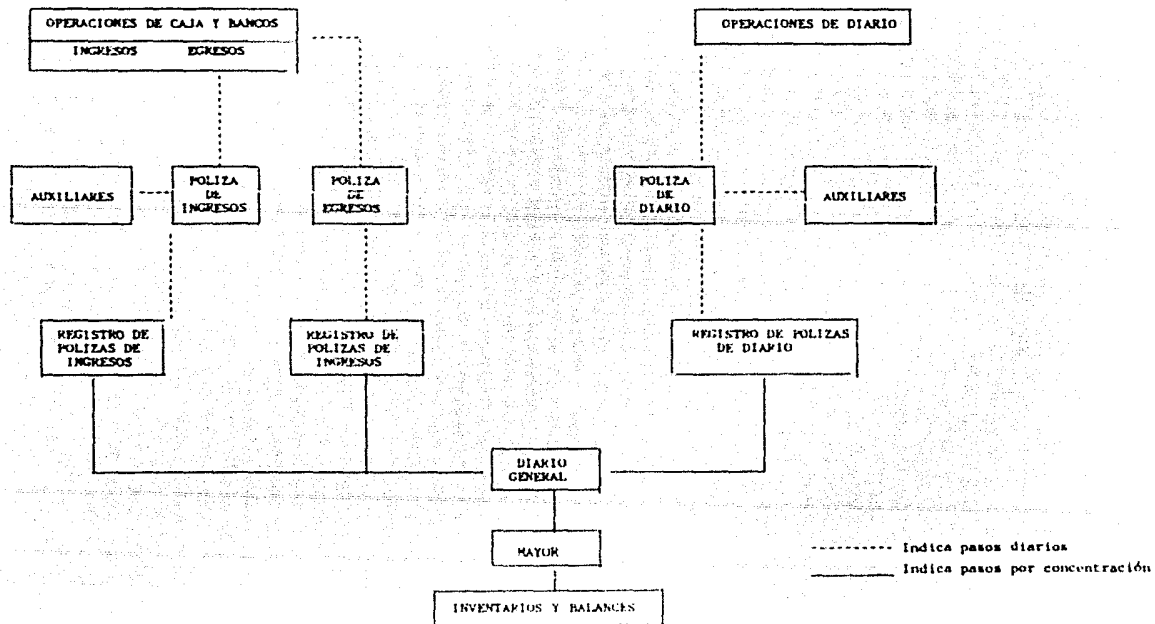 OPERACIONES DE CAJA Y BANCOS
INGRESOS EGRESOS
OPERACIONES DE DIARIO
AUXILIARES
POLIZA
DE
INGRESOS
POLIZA
DE
EGRESOS
POLIZA
DE
DIARIO
AUXILIARES
REGISTRO DE
POLIZAS DE
INGRESOS
REGISTRO DE
POLIZAS DE
INGRESOS
REGISTRO DE POLIZAS
DE DIARIO
DIARIO
GENERAL
MAYOR
INVENTARIOS Y BALANCES
Indica pasos diarios
Indica pasos por concentración